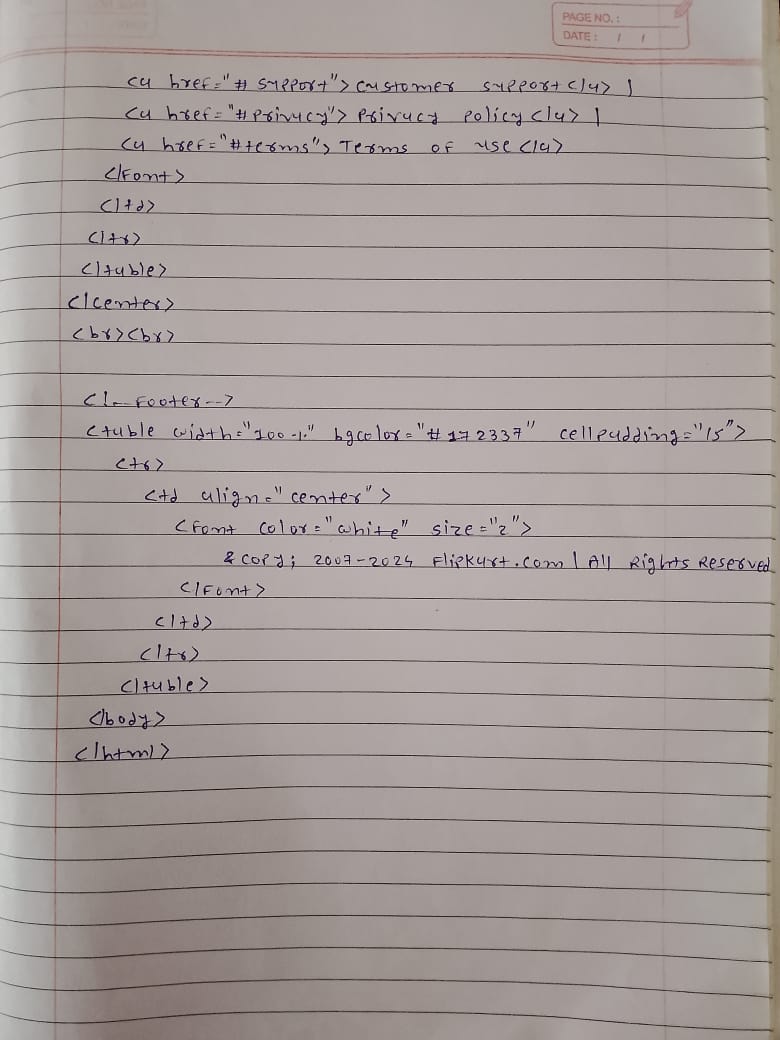 PAGE NO. :
DATE : / /
<a href="# support"> customer support </a> |
<a href="#privacy"> Privacy policy </a> |
<a href="#terms"> Terms of use </a>
</font>
</td>
</tr>
</table>
</center>
<br><br>
<!-- Footer -->
<table width="100%" bgcolor="#172337" cellpadding="15">
<tr>
<td align="center">
<font color="white" size="2">
&copy; 2007-2024 Flipkart.com | All Rights Reserved
</font>
</td>
</tr>
</table>
</body>
</html>